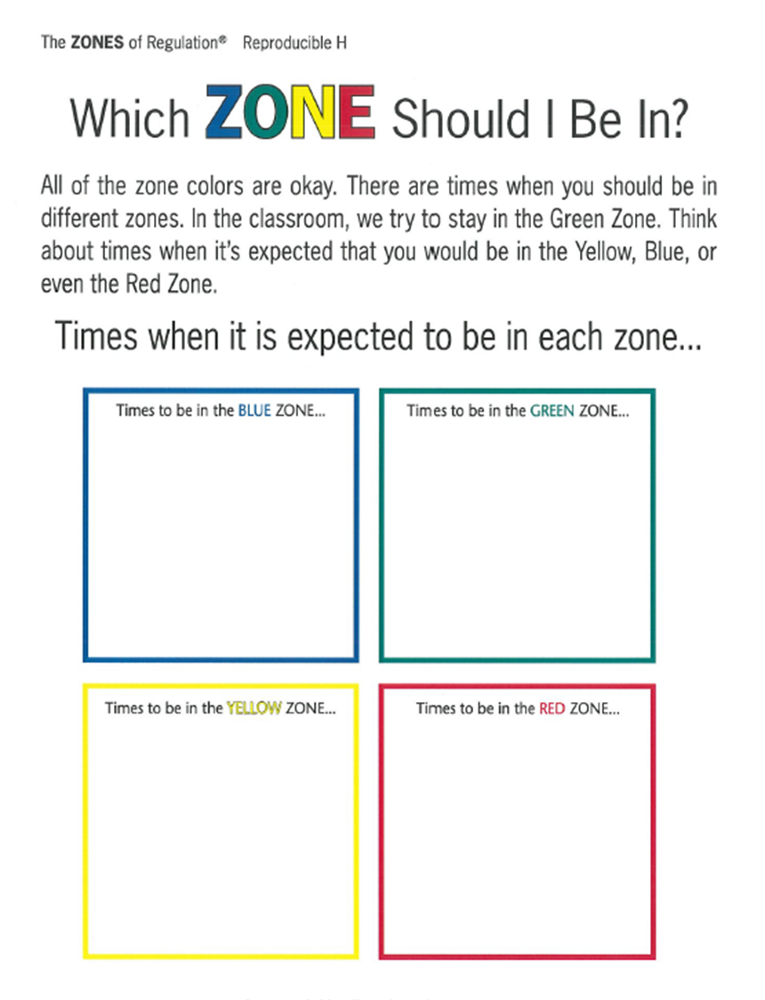 The ZONES of Regulation® Reproducible H
Which ZONE Should I Be In?
All of the zone colors are okay. There are times when you should be in
different zones. In the classroom, we try to stay in the Green Zone. Think
about times when it's expected that you would be in the Yellow, Blue, or
even the Red Zone.
Times when it is expected to be in each zone...
Times to be in the BLUE ZONE...
Times to be in the GREEN ZONE...
Times to be in the YELLOW ZONE...
Times to be in the RED ZONE...